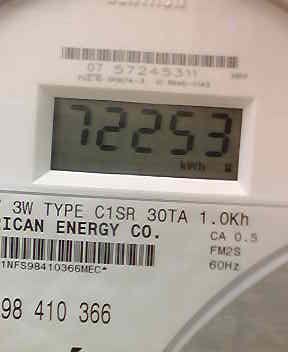 07 57245311
72253
kWh
3W TYPE C1SR 30TA 1.0Kh
RICAN ENERGY CO.
CA 0.5
FM2S
60Hz
1NFS98410366MEC*
98 410 366